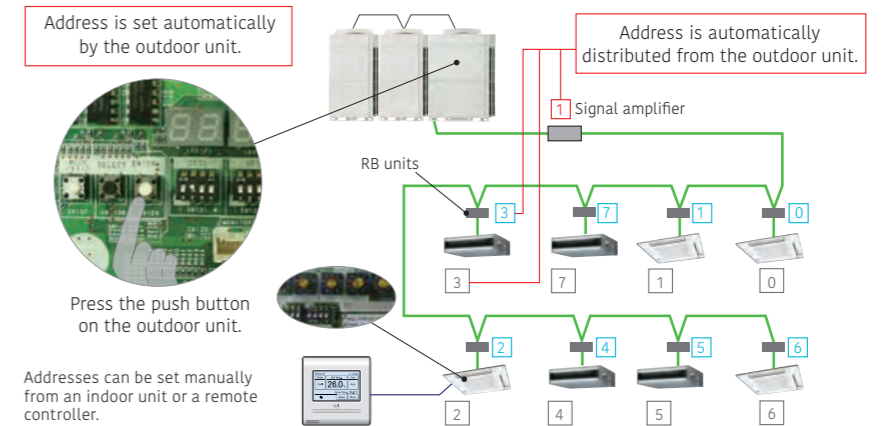 Address is set automatically
by the outdoor unit.
Address is automatically
distributed from the outdoor unit.
1 Signal amplifier
RB units
3
7
1
0
3
7
1
0
SELECT
Press the push button
on the outdoor unit.
2
4
5
6
26.0
Addresses can be set manually
from an indoor unit or a remote
controller.
2
4
5
6